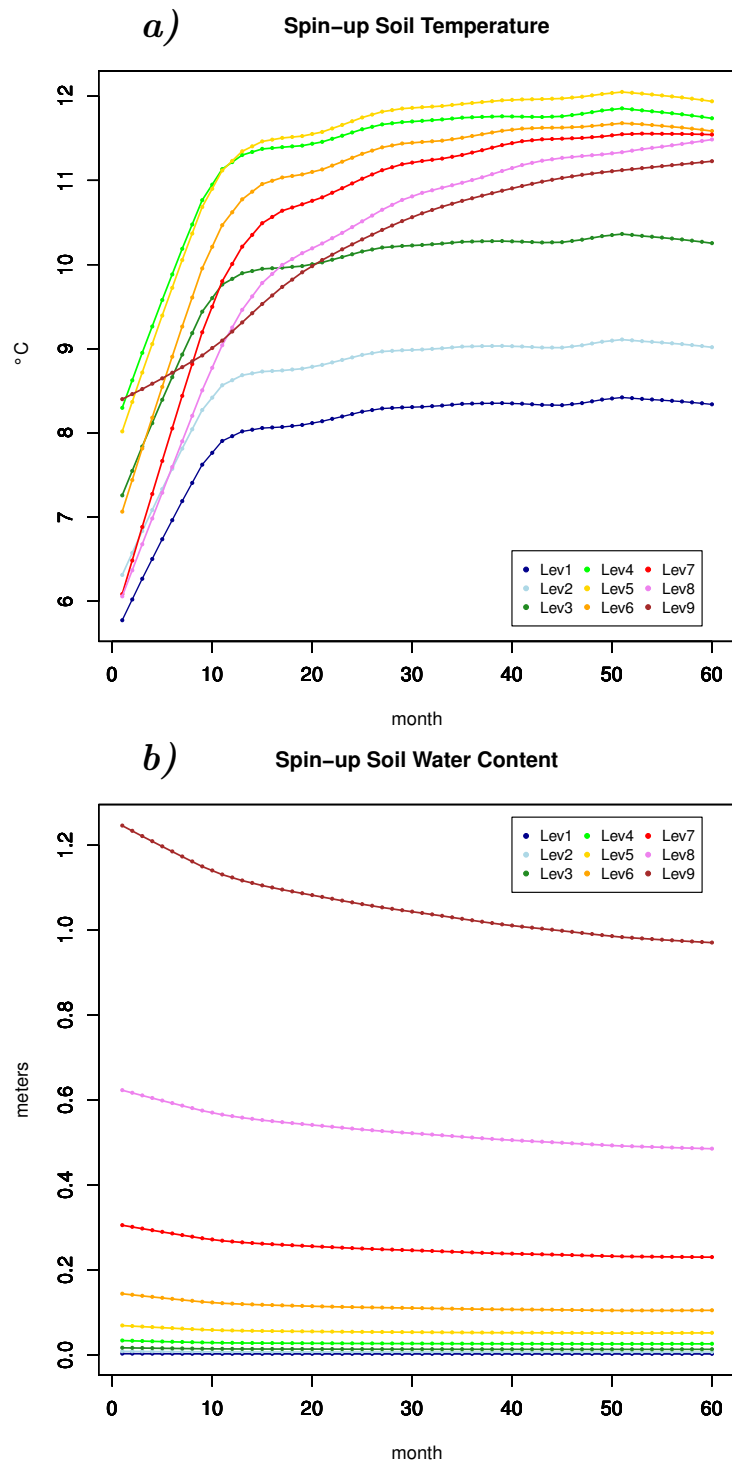 a) Spin−up Soil Temperature
12
11
10
9
8
7
6
°C
Lev1 Lev4 Lev7
Lev2 Lev5 Lev8
Lev3 Lev6 Lev9
0 10 20 30 40 50 60
month
b) Spin−up Soil Water Content
1.2
1.0
0.8
0.6
0.4
0.2
0.0
meters
Lev1 Lev4 Lev7
Lev2 Lev5 Lev8
Lev3 Lev6 Lev9
0 10 20 30 40 50 60
month